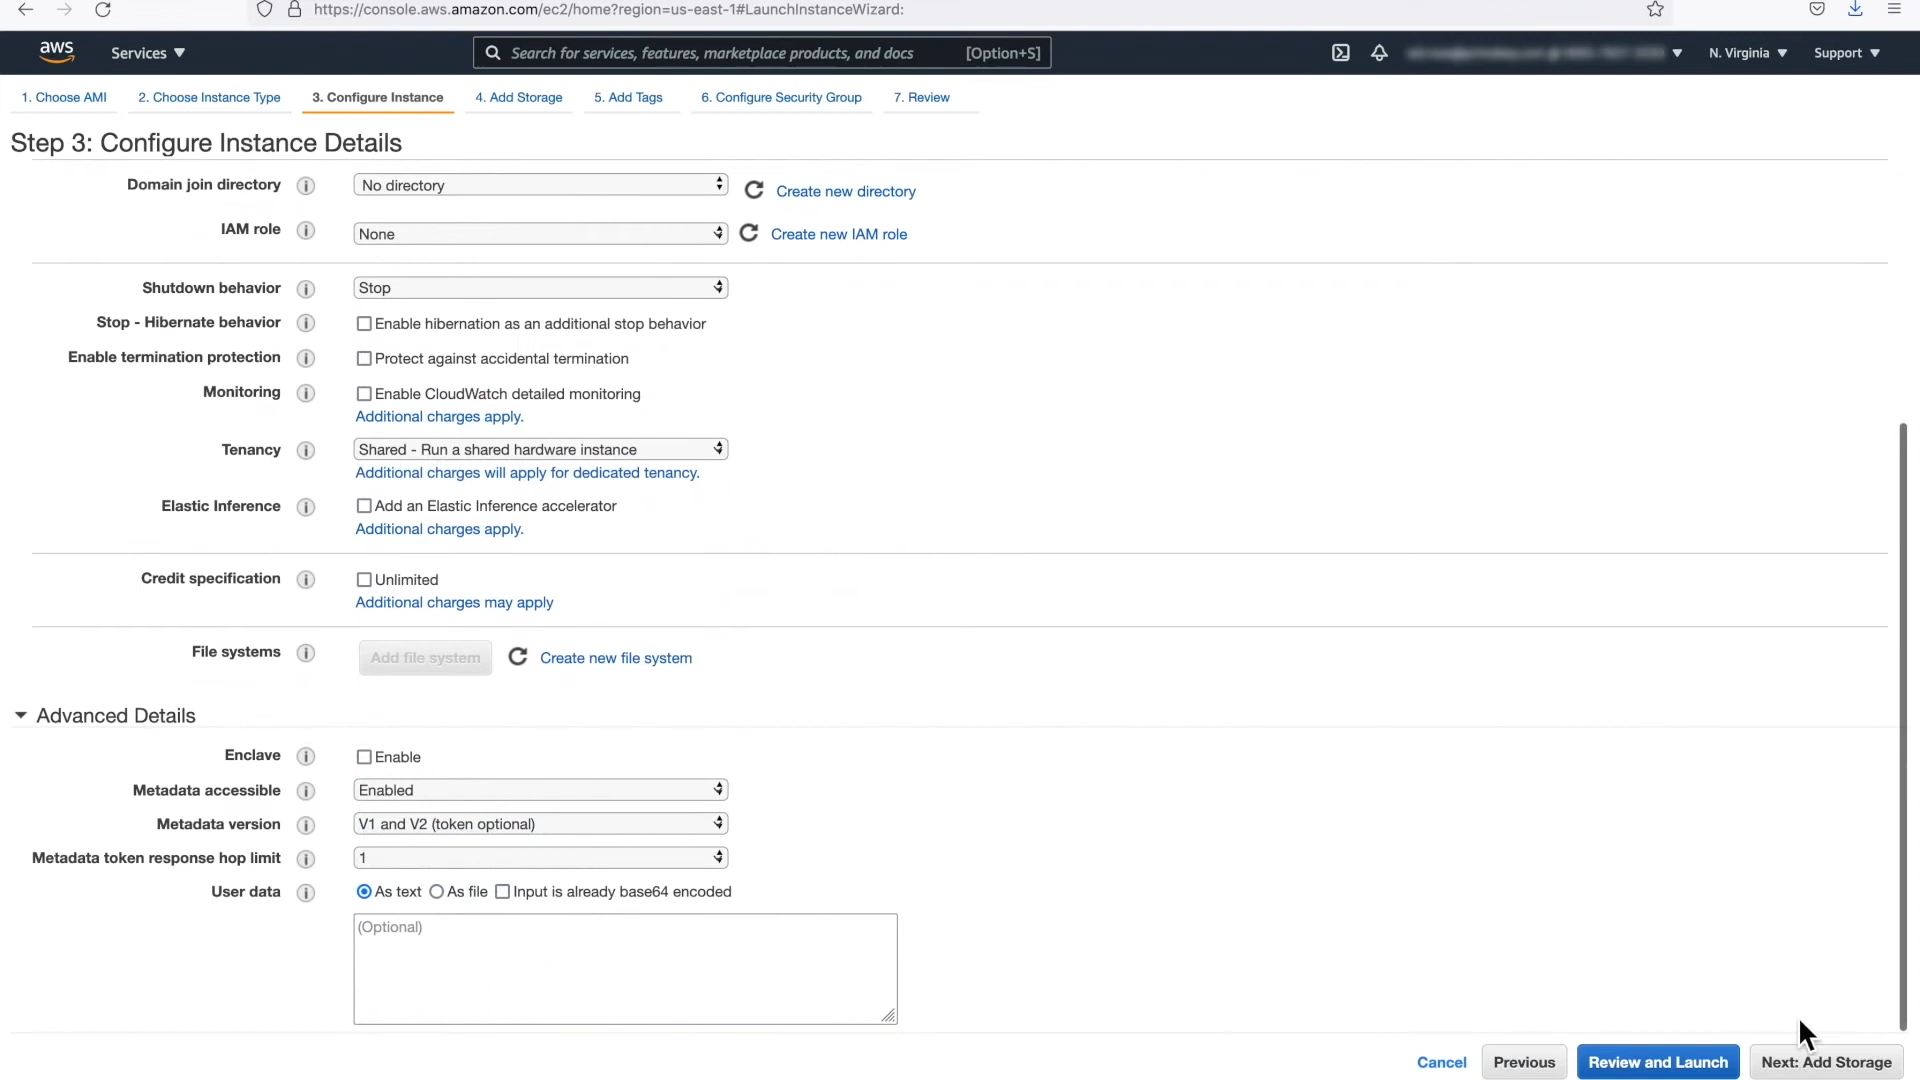 https://console.aws.amazon.com/ec2/home?region=us-east-1#LaunchInstanceWizard:
aws Services Search for services, features, marketplace products, and docs [Option+S] N. Virginia Support
1. Choose AMI 2. Choose Instance Type 3. Configure Instance 4. Add Storage 5. Add Tags 6. Configure Security Group 7. Review
Step 3: Configure Instance Details
Domain join directory No directory Create new directory
IAM role None Create new IAM role
Shutdown behavior Stop
Stop - Hibernate behavior Enable hibernation as an additional stop behavior
Enable termination protection Protect against accidental termination
Monitoring Enable CloudWatch detailed monitoring
Additional charges apply.
Tenancy Shared - Run a shared hardware instance
Additional charges will apply for dedicated tenancy.
Elastic Inference Add an Elastic Inference accelerator
Additional charges apply.
Credit specification Unlimited
Additional charges may apply
File systems Add file system Create new file system
Advanced Details
Enclave Enable
Metadata accessible Enabled
Metadata version V1 and V2 (token optional)
Metadata token response hop limit 1
User data As text As file Input is already base64 encoded
(Optional)
Cancel Previous Review and Launch Next: Add Storage